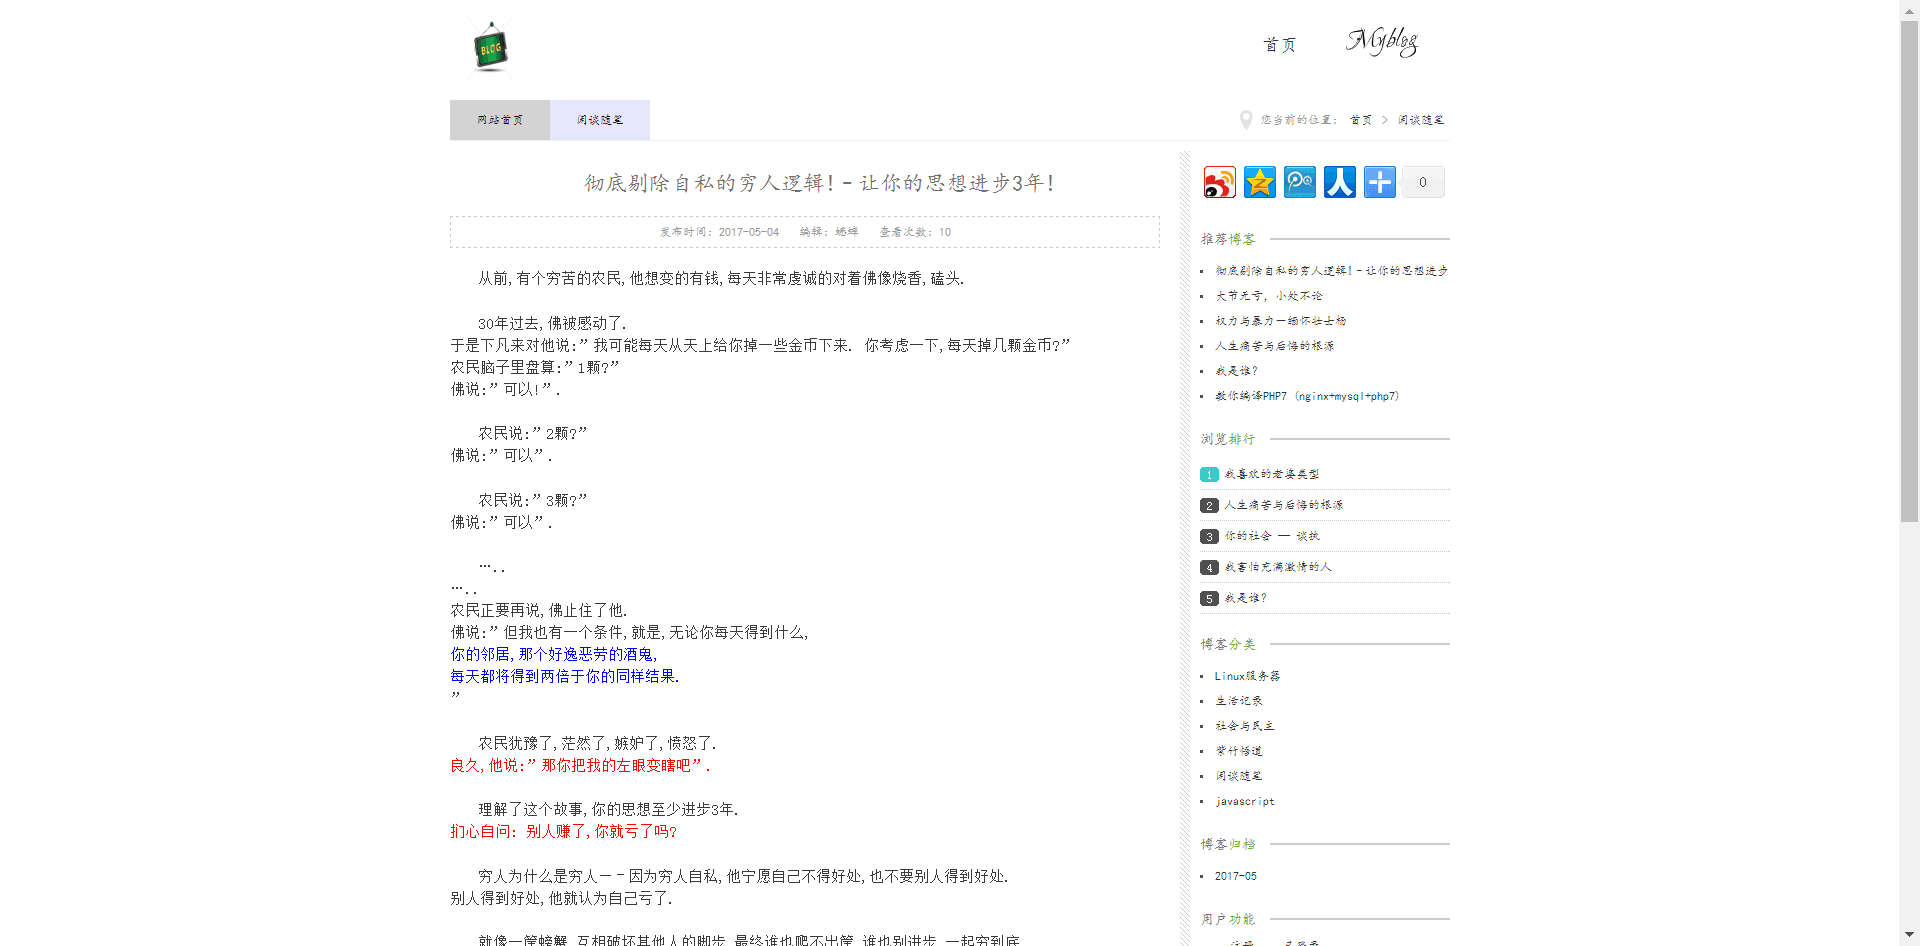 BLOG
首页
Myblog
网站首页
闲谈随笔
您当前的位置: 首页 > 闲谈随笔
彻底剔除自私的穷人逻辑!-让你的思想进步3年!
发布时间: 2017-05-04 编辑: 蟋蟀 查看次数: 10
从前,有个穷苦的农民,他想变的有钱,每天非常虔诚的对着佛像烧香,磕头.
30年过去,佛被感动了.
于是下凡来对他说:”我可能每天从天上给你掉一些金币下来. 你考虑一下,每天掉几颗金币?”
农民脑子里盘算:”1颗?”
佛说:”可以!”.
农民说:”2颗?”
佛说:”可以”.
农民说:”3颗?”
佛说:”可以”.
…..
…..
农民正要再说,佛止住了他.
佛说:”但我也有一个条件,就是,无论你每天得到什么,
你的邻居,那个好逸恶劳的酒鬼,
每天都将得到两倍于你的同样结果.
”
农民犹豫了,茫然了,嫉妒了,愤怒了.
良久,他说:”那你把我的左眼变瞎吧”.
理解了这个故事,你的思想至少进步3年.
扪心自问: 别人赚了,你就亏了吗?
穷人为什么是穷人—-因为穷人自私,他宁愿自己不得好处,也不要别人得到好处.
别人得到好处,他就认为自己亏了.
就像一筐螃蟹,互相破坏其他人的脚步,最终谁也爬不出筐,谁也别进步,一起穷到底
0
推荐博客
彻底剔除自私的穷人逻辑!-让你的思想进步
大节无亏, 小处不论
权力与暴力—缅怀壮士杨
人生痛苦与后悔的根源
我是谁?
教你编译PHP7 (nginx+mysql+php7)
浏览排行
1 我喜欢的老婆类型
2 人生痛苦与后悔的根源
3 你的社会 — 谈执
4 我害怕充满激情的人
5 我是谁?
博客分类
Linux服务器
生活记录
社会与民主
紫竹悟道
闲谈随笔
javascript
博客归档
2017-05
用户功能